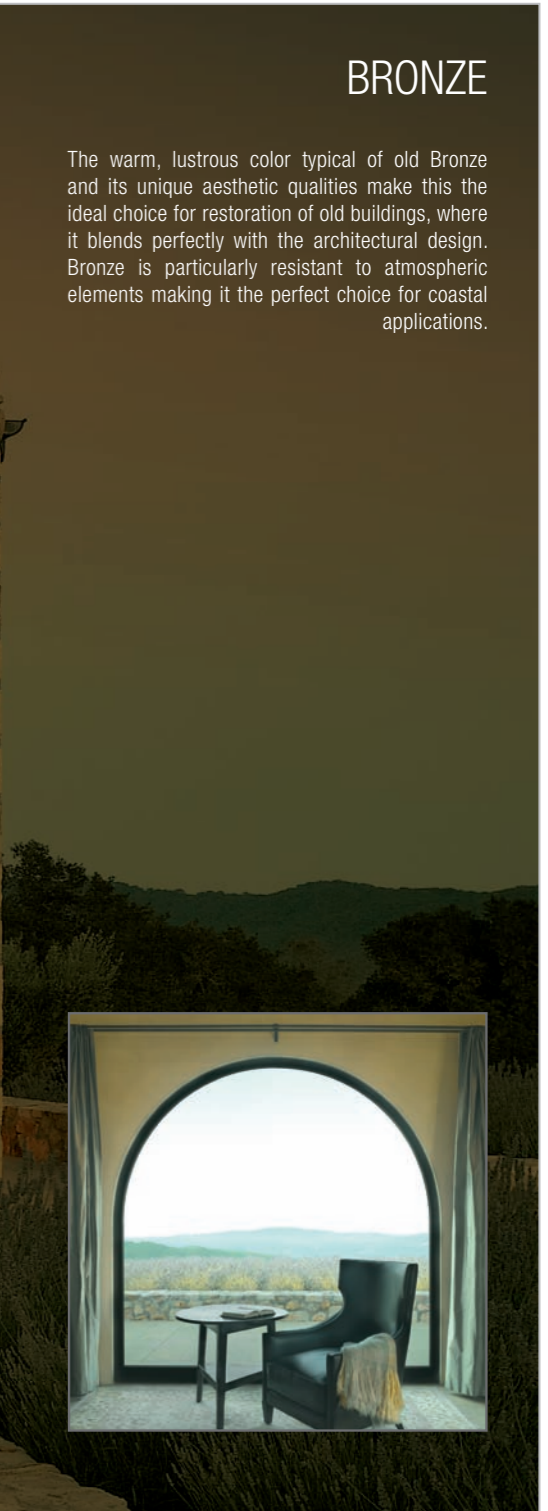 BRONZE
The warm, lustrous color typical of old Bronze
and its unique aesthetic qualities make this the
ideal choice for restoration of old buildings, where
it blends perfectly with the architectural design.
Bronze is particularly resistant to atmospheric
elements making it the perfect choice for coastal
applications.